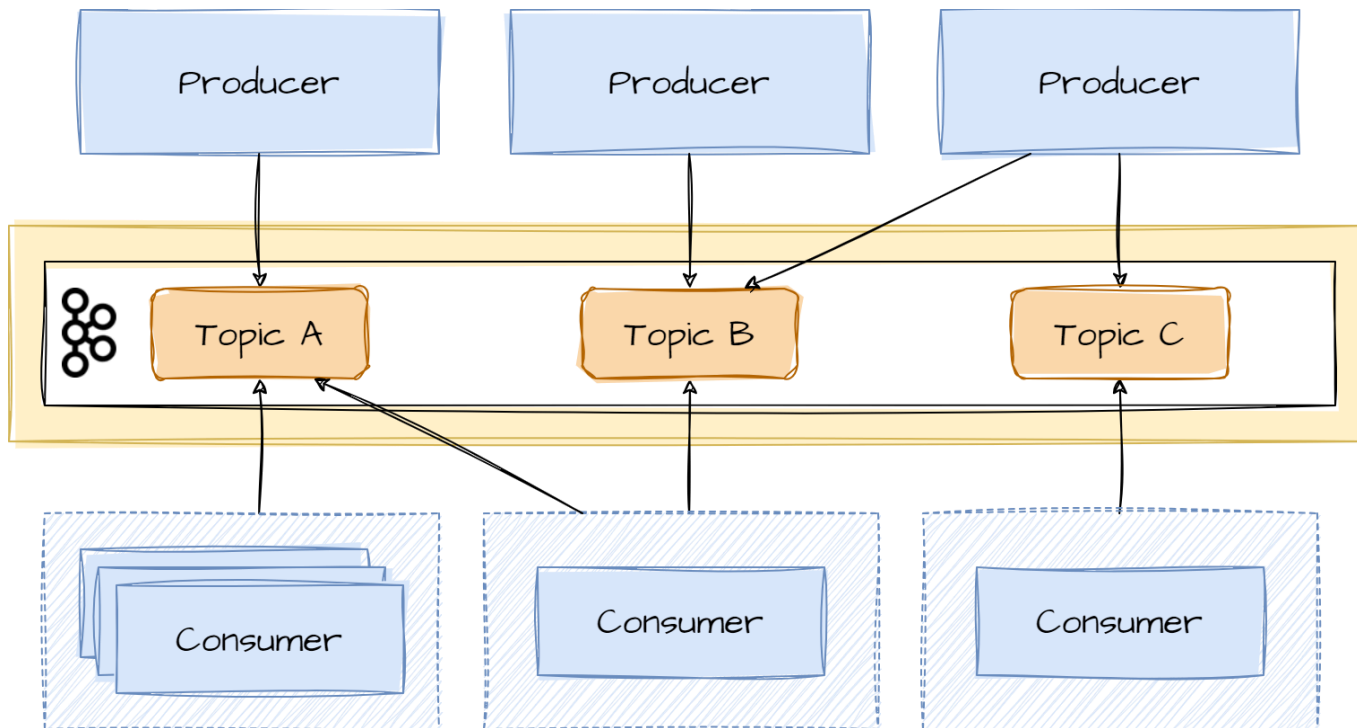 Producer
Producer
Producer
Topic A
Topic B
Topic C
Consumer
Consumer
Consumer